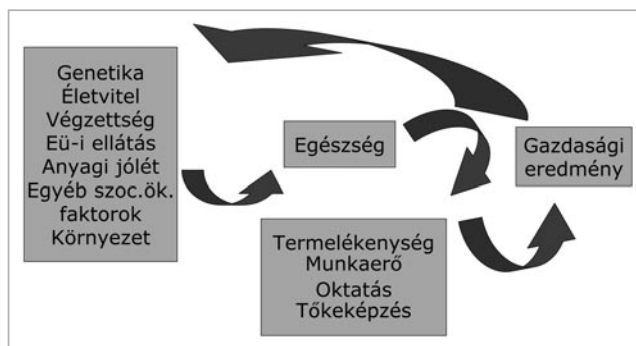 Genetika
Életvitel
Végzettség
Eü-i ellátás
Anyagi jólét
Egyéb szoc.ök.
faktorok
Környezet
Egészség
Termelékenység
Munkaerő
Oktatás
Tőkeképzés
Gazdasági
eredmény